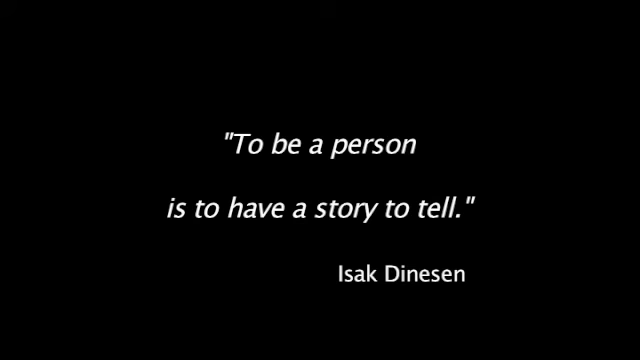 "To be a person
is to have a story to tell."
Isak Dinesen